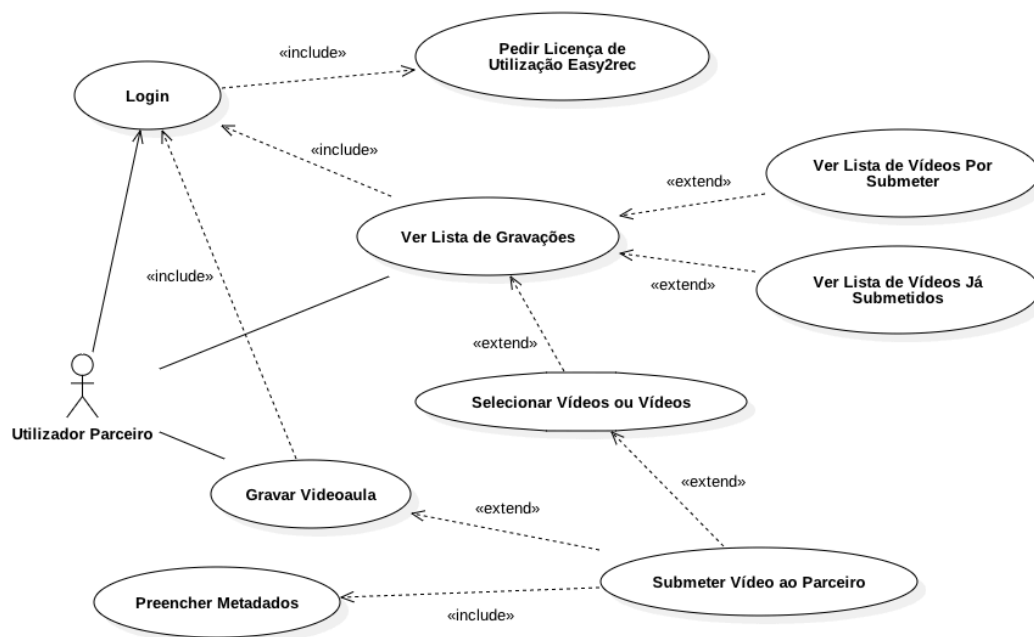 «include»
Pedir Licença de
Utilização Easy2rec
Login
«include»
Ver Lista de Vídeos Por
Submeter
«extend»
Ver Lista de Gravações
«include»
«extend»
Ver Lista de Vídeos Já
Submetidos
«extend»
Selecionar Vídeos ou Vídeos
Utilizador Parceiro
Gravar Videoaula
«extend»
«extend»
Submeter Vídeo ao Parceiro
Preencher Metadados
«include»